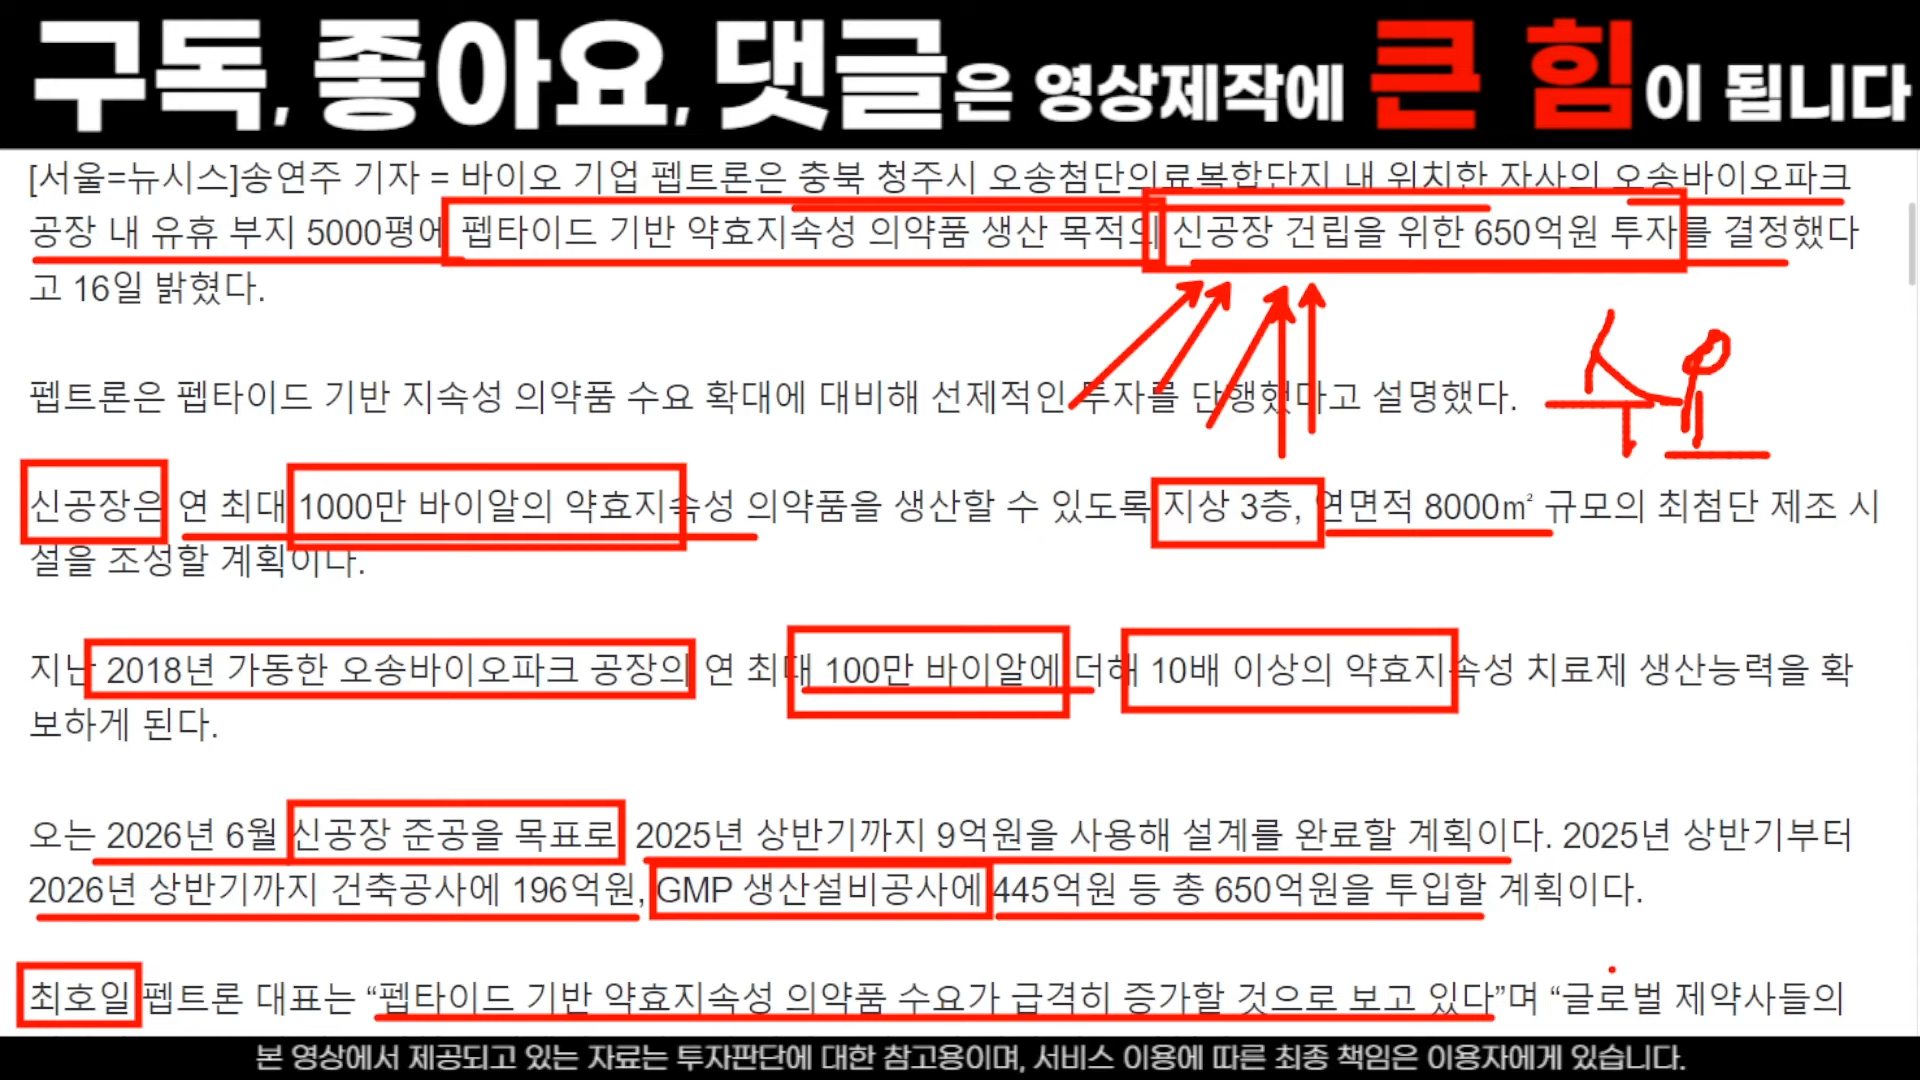 구독, 좋아요, 댓글은 영상제작에 큰 힘이 됩니다
[서울=뉴시스]송연주 기자 = 바이오 기업 펩트론은 충북 청주시 오송첨단의료복합단지 내 위치한 자사의 오송바이오파크
공장 내 유휴 부지 5000평에 펩타이드 기반 약효지속성 의약품 생산 목적의 신공장 건립을 위한 650억원 투자를 결정했다
고 16일 밝혔다.
펩트론은 펩타이드 기반 지속성 의약품 수요 확대에 대비해 선제적인 투자를 단행했다고 설명했다.
수요
신공장은 연 최대 1000만 바이알의 약효지속성 의약품을 생산할 수 있도록 지상 3층, 연면적 8000㎡ 규모의 최첨단 제조 시
설을 조성할 계획이다.
지난 2018년 가동한 오송바이오파크 공장의 연 최대 100만 바이알에 더해 10배 이상의 약효지속성 치료제 생산능력을 확
보하게 된다.
오는 2026년 6월 신공장 준공을 목표로 2025년 상반기까지 9억원을 사용해 설계를 완료할 계획이다. 2025년 상반기부터
2026년 상반기까지 건축공사에 196억원, GMP 생산설비공사에 445억원 등 총 650억원을 투입할 계획이다.
최호일 펩트론 대표는 “펩타이드 기반 약효지속성 의약품 수요가 급격히 증가할 것으로 보고 있다”며 “글로벌 제약사들의
본 영상에서 제공되고 있는 자료는 투자판단에 대한 참고용이며, 서비스 이용에 따른 최종 책임은 이용자에게 있습니다.